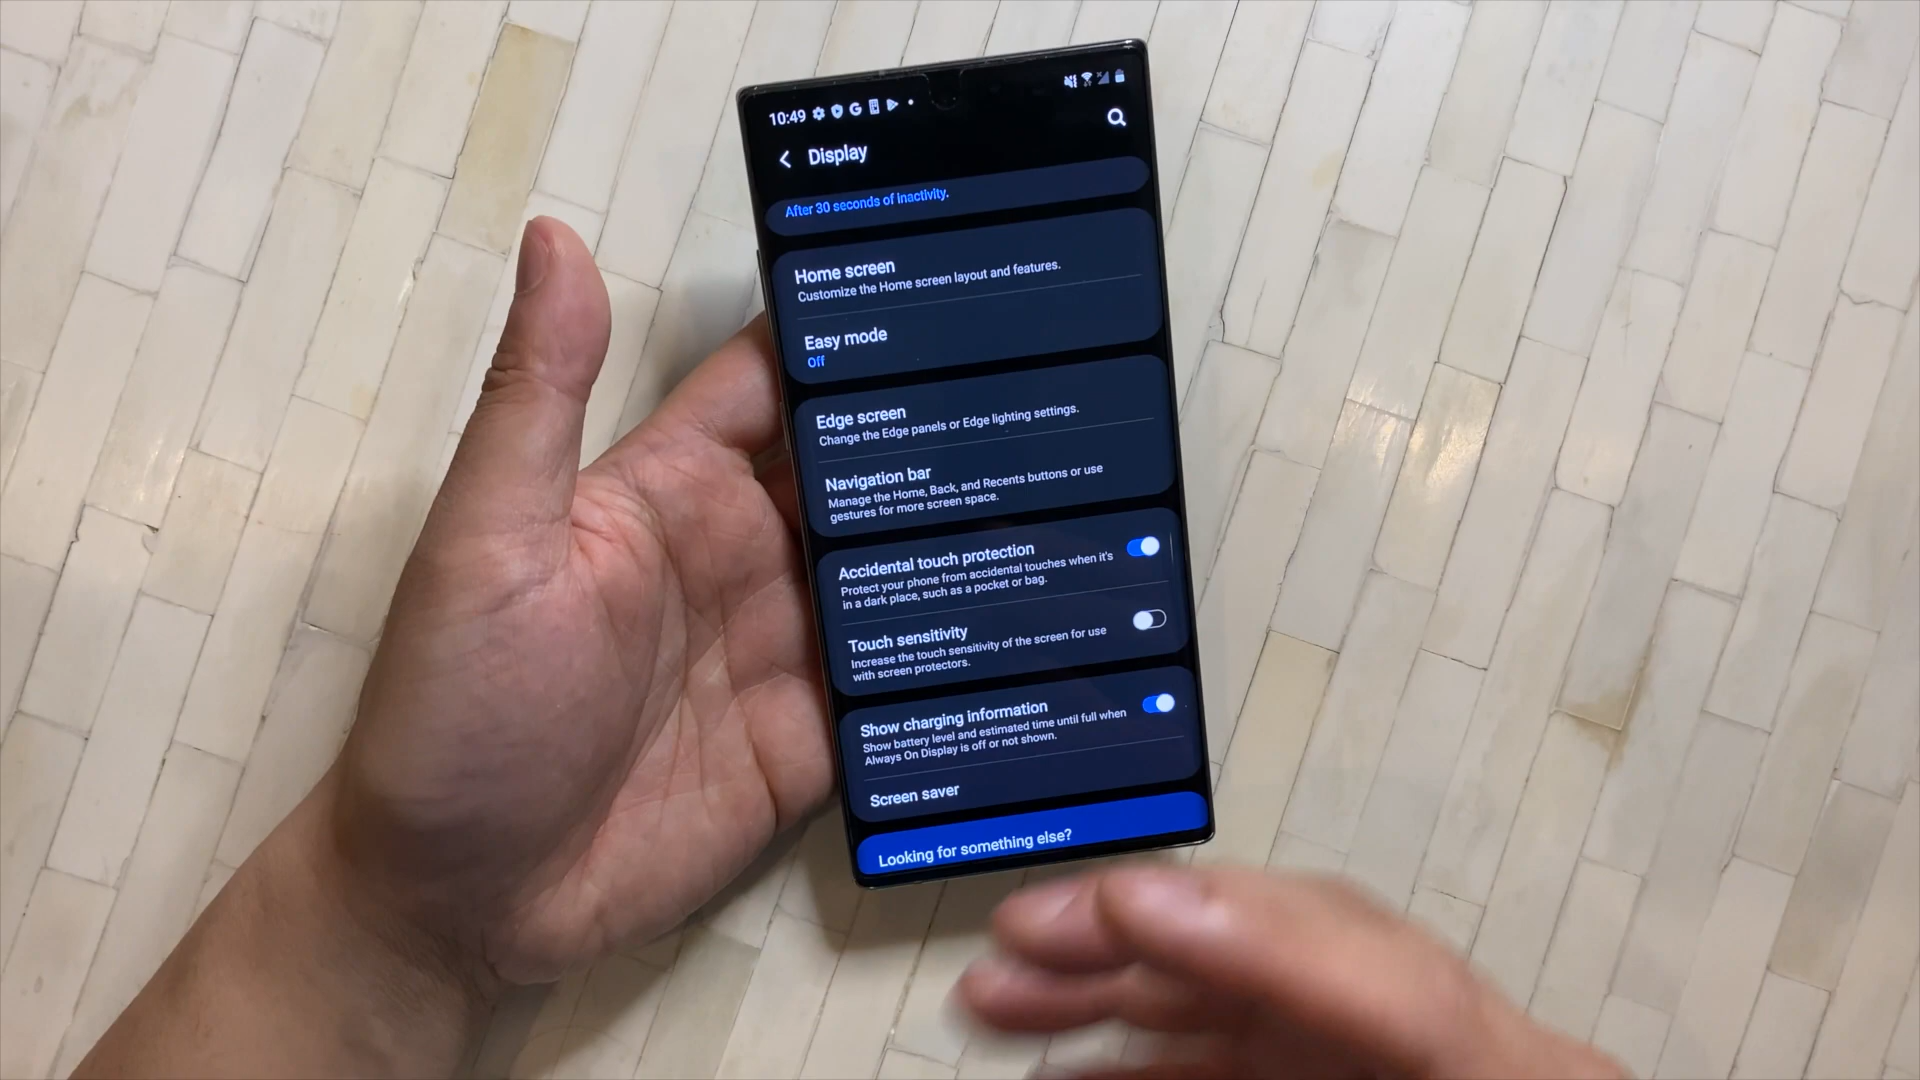 10:49
Display
After 30 seconds of inactivity.
Home screen
Customize the Home screen layout and features.
Easy mode
Off
Edge screen
Change the Edge panels or Edge lighting settings.
Navigation bar
Manage the Home, Back, and Recents buttons or use
gestures for more screen space.
Accidental touch protection
Protect your phone from accidental touches when it's
in a dark place, such as a pocket or bag.
Touch sensitivity
Increase the touch sensitivity of the screen for use
with screen protectors.
Show charging information
Show battery level and estimated time until full when
Always On Display is off or not shown.
Screen saver
Looking for something else?